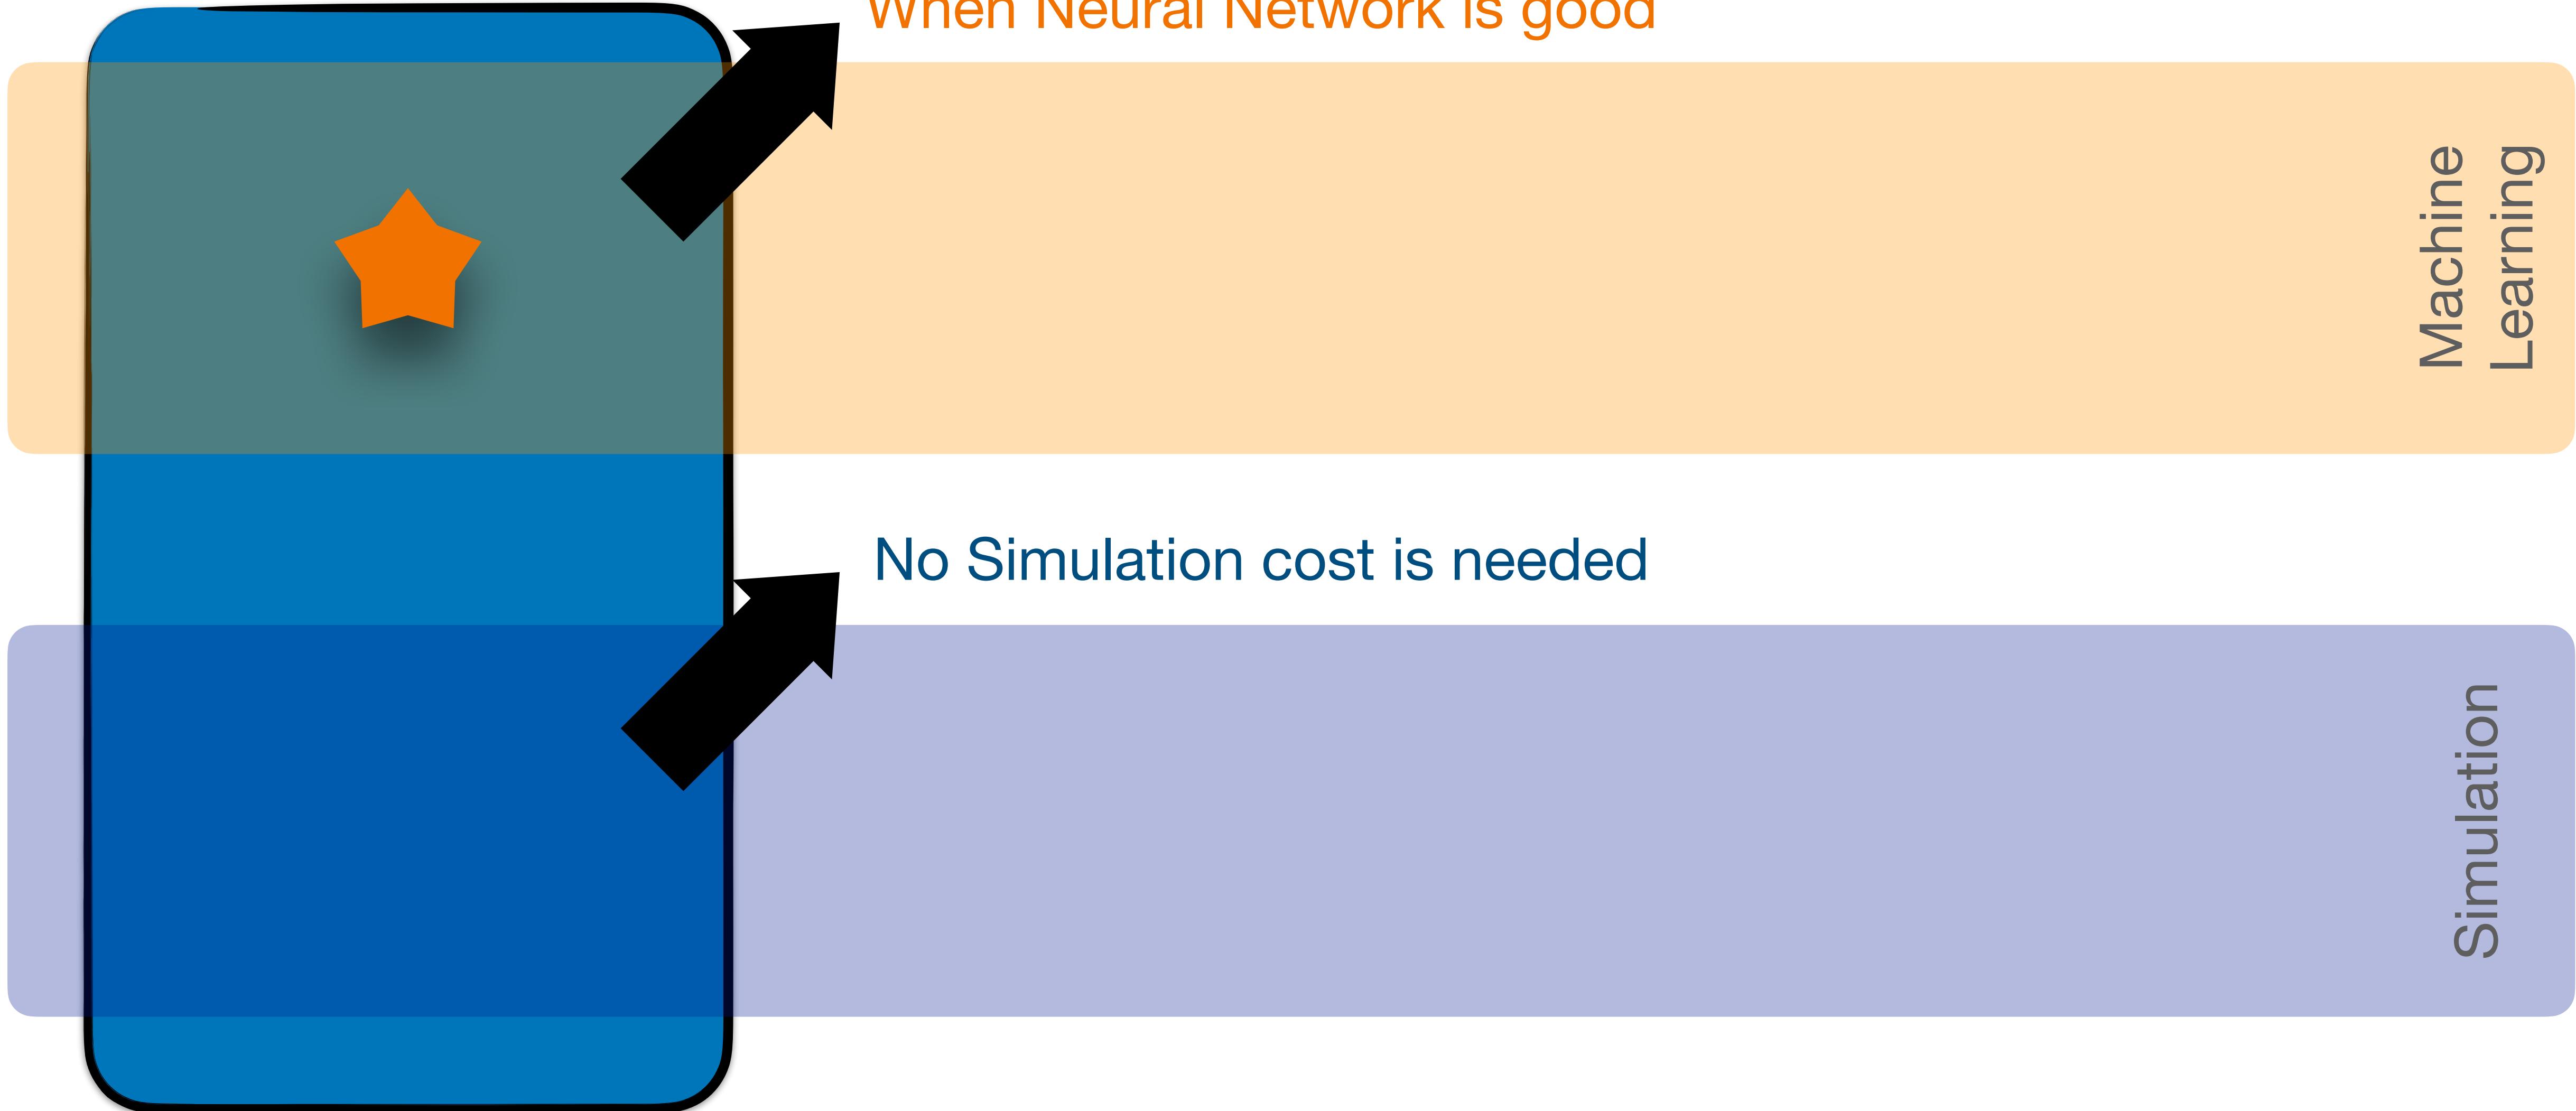 When Neural Network is good
Machine
Learning
No Simulation cost is needed
Simulation